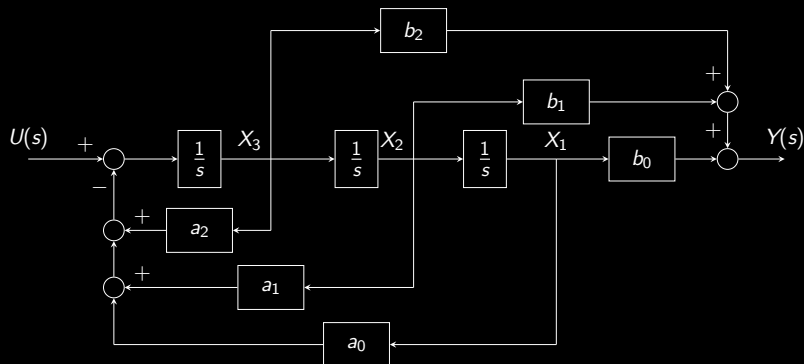 b₂
+
b₁
U(s) + 1/s X₃ 1/s X₂ 1/s X₁ b₀ + Y(s)
−
+ a₂
+ a₁
a₀